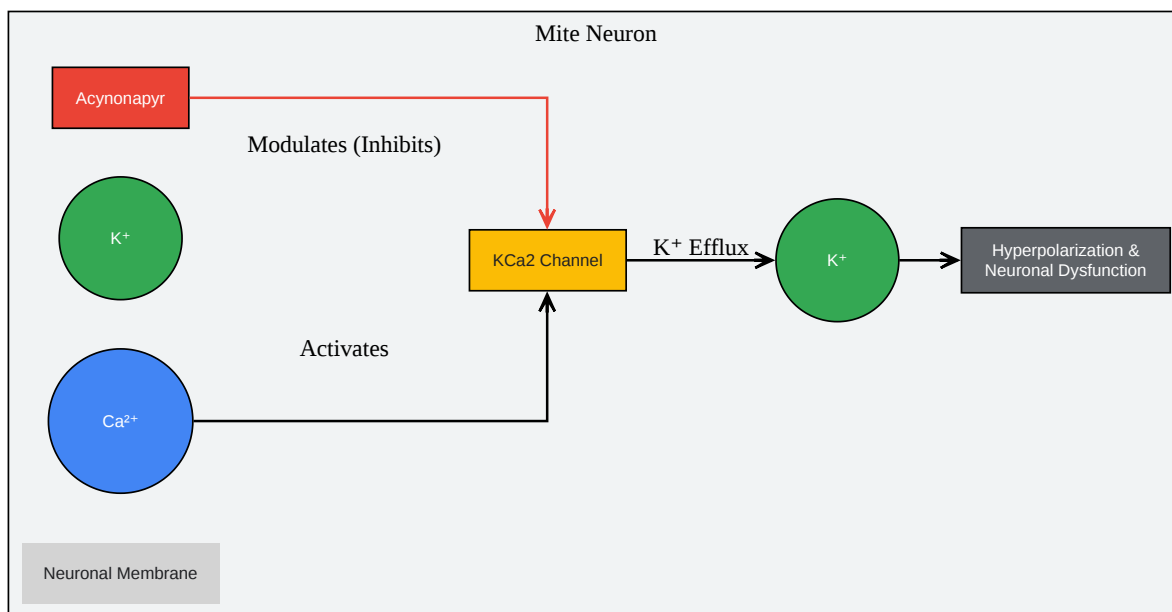 Mite Neuron
Acynonapyr
Modulates (Inhibits)
K⁺
KCa2 Channel
K⁺ Efflux
K⁺
Hyperpolarization &
Neuronal Dysfunction
Activates
Ca²⁺
Neuronal Membrane